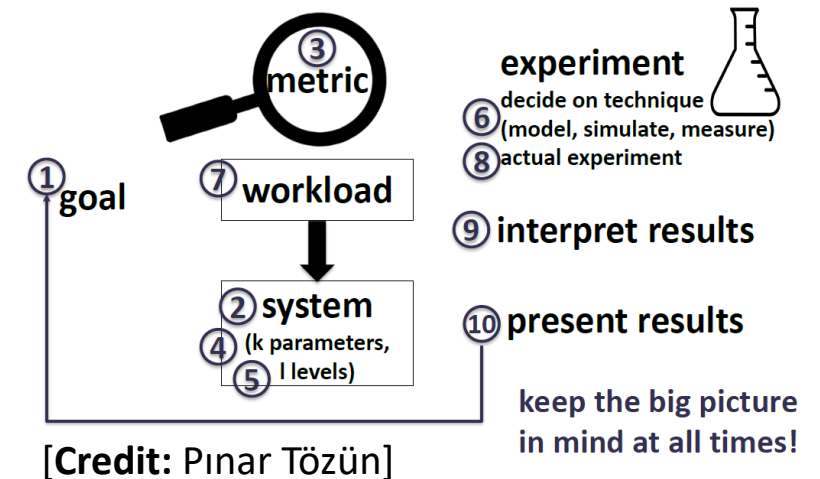 ③
metric
experiment
decide on technique
⑥
(model, simulate, measure)
⑧ actual experiment
①
goal
⑦
workload
⑨ interpret results
② system
④ (k parameters,
⑤ l levels)
⑩ present results
keep the big picture
in mind at all times!
[Credit: Pınar Tözün]